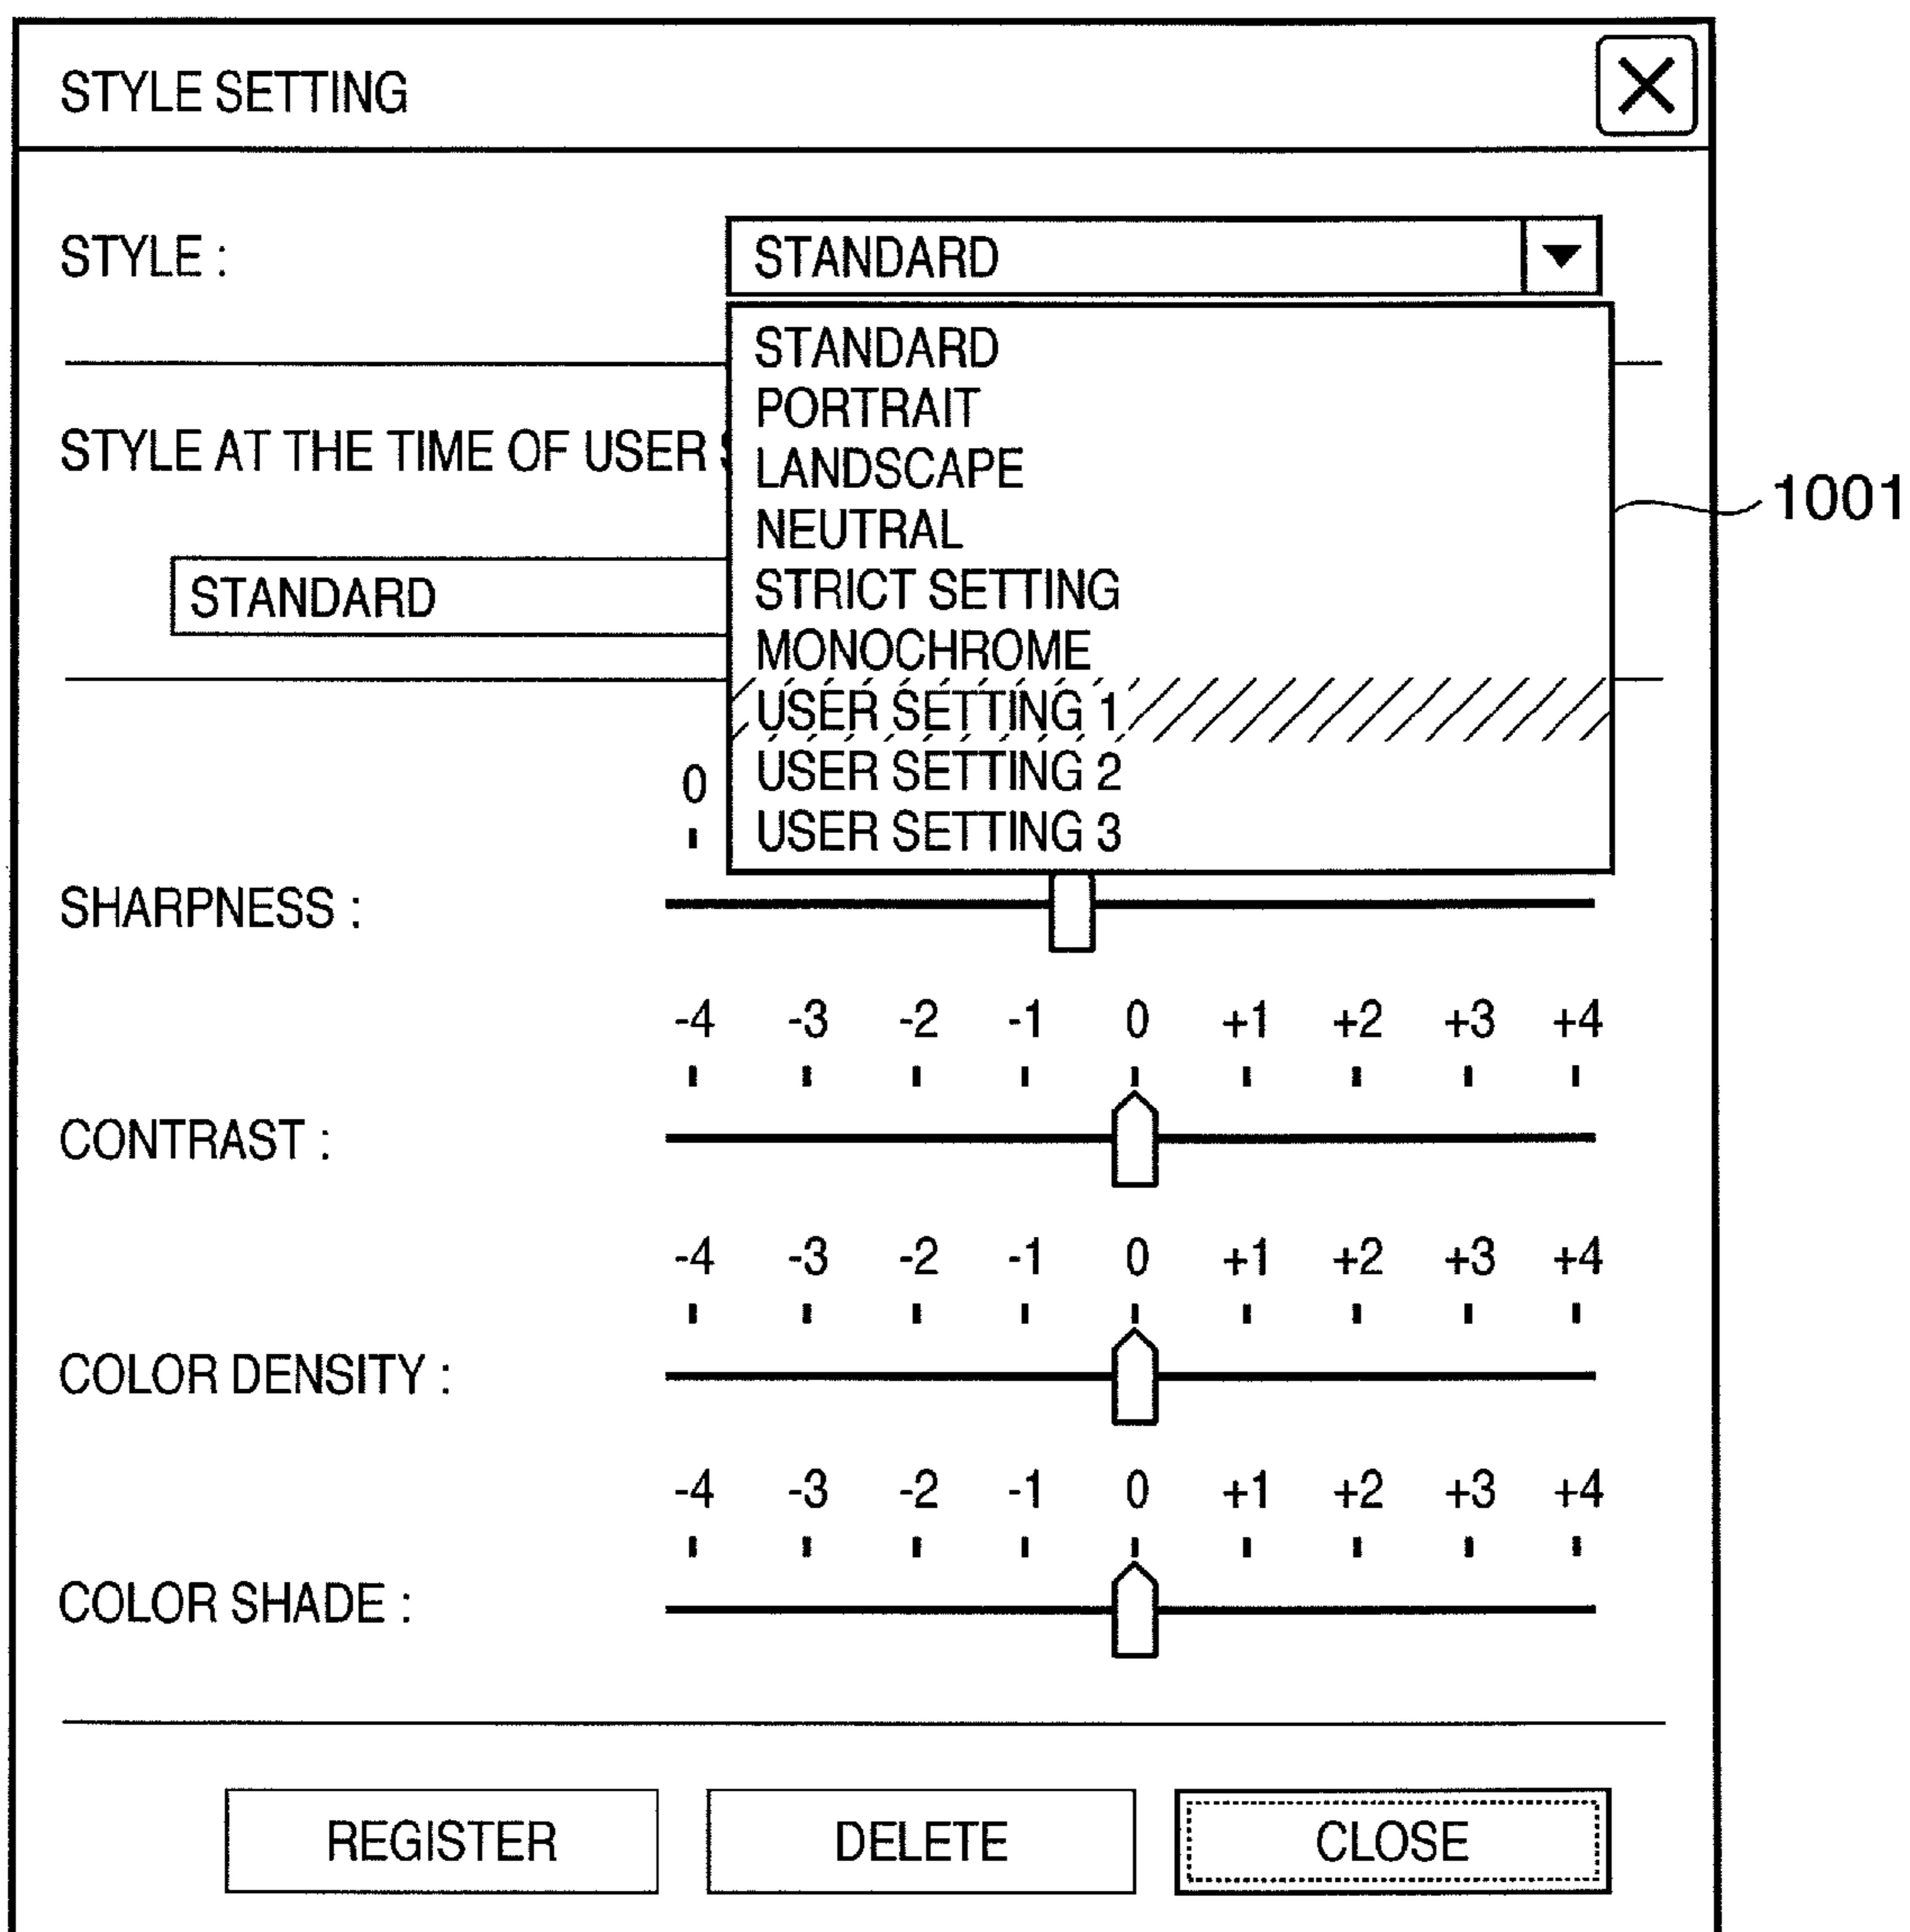 STYLE SETTING
STYLE :
STANDARD
STANDARD
PORTRAIT
LANDSCAPE
NEUTRAL
STRICT SETTING
MONOCHROME
USER SETTING 1
USER SETTING 2
USER SETTING 3
1001
STYLE AT THE TIME OF USER
STANDARD
0
SHARPNESS :
-4 -3 -2 -1 0 +1 +2 +3 +4
CONTRAST :
-4 -3 -2 -1 0 +1 +2 +3 +4
COLOR DENSITY :
-4 -3 -2 -1 0 +1 +2 +3 +4
COLOR SHADE :
REGISTER DELETE CLOSE